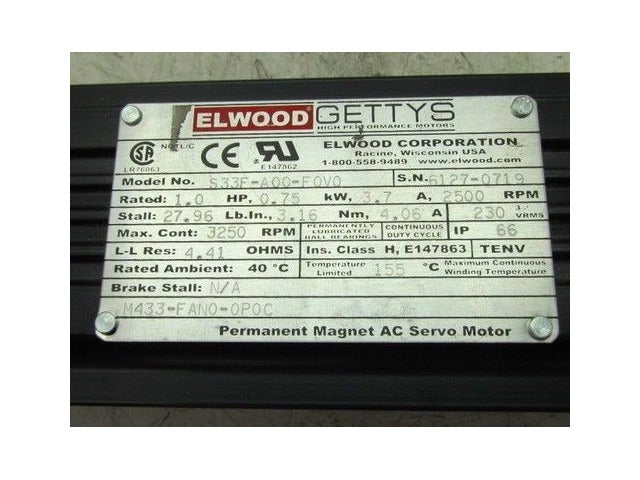 ELWOOD GETTYS
HIGH PERFORMANCE MOTORS
SA NRTL/C
LR76063
CE
E147862
ELWOOD CORPORATION
Racine, Wisconsin USA
1-800-558-9489 www.elwood.com
Model No. S33F-A00-F0V0 S.N. 6127-0719
Rated: 1.0 HP, 0.75 kW, 3.7 A, 2500 RPM
Stall: 27.96 Lb.In., 3.16 Nm, 4.06 A, 230 VRMS
Max. Cont: 3250 RPM PERMANENTLY LUBRICATED BALL BEARINGS CONTINUOUS DUTY CYCLE IP 66
L-L Res: 4.41 OHMS Ins. Class H, E147863 TENV
Rated Ambient: 40 °C Temperature Limited 155 °C Maximum Continuous Winding Temperature
Brake Stall: N/A
M433-FAN0-0P0C
Permanent Magnet AC Servo Motor